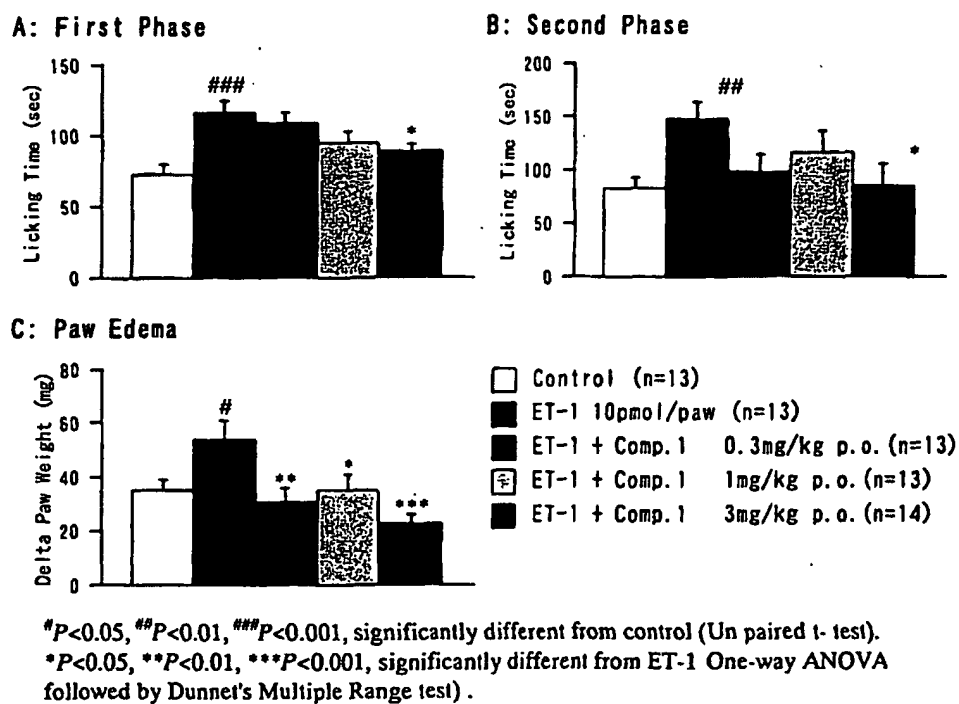 A: First Phase
B: Second Phase
Licking Time (sec)
150
100
50
0
###
*
Licking Time (sec)
200
150
100
50
0
##
*
C: Paw Edema
Delta Paw Weight (mg)
80
60
40
20
0
#
**
*
***
Control (n=13)
ET-1 10pmol/paw (n=13)
ET-1 + Comp.1 0.3mg/kg p.o.(n=13)
ET-1 + Comp.1 1mg/kg p.o.(n=13)
ET-1 + Comp.1 3mg/kg p.o.(n=14)
#P<0.05, ##P<0.01, ###P<0.001, significantly different from control (Un paired t- test).
*P<0.05, **P<0.01, ***P<0.001, significantly different from ET-1 One-way ANOVA
followed by Dunnet's Multiple Range test) .